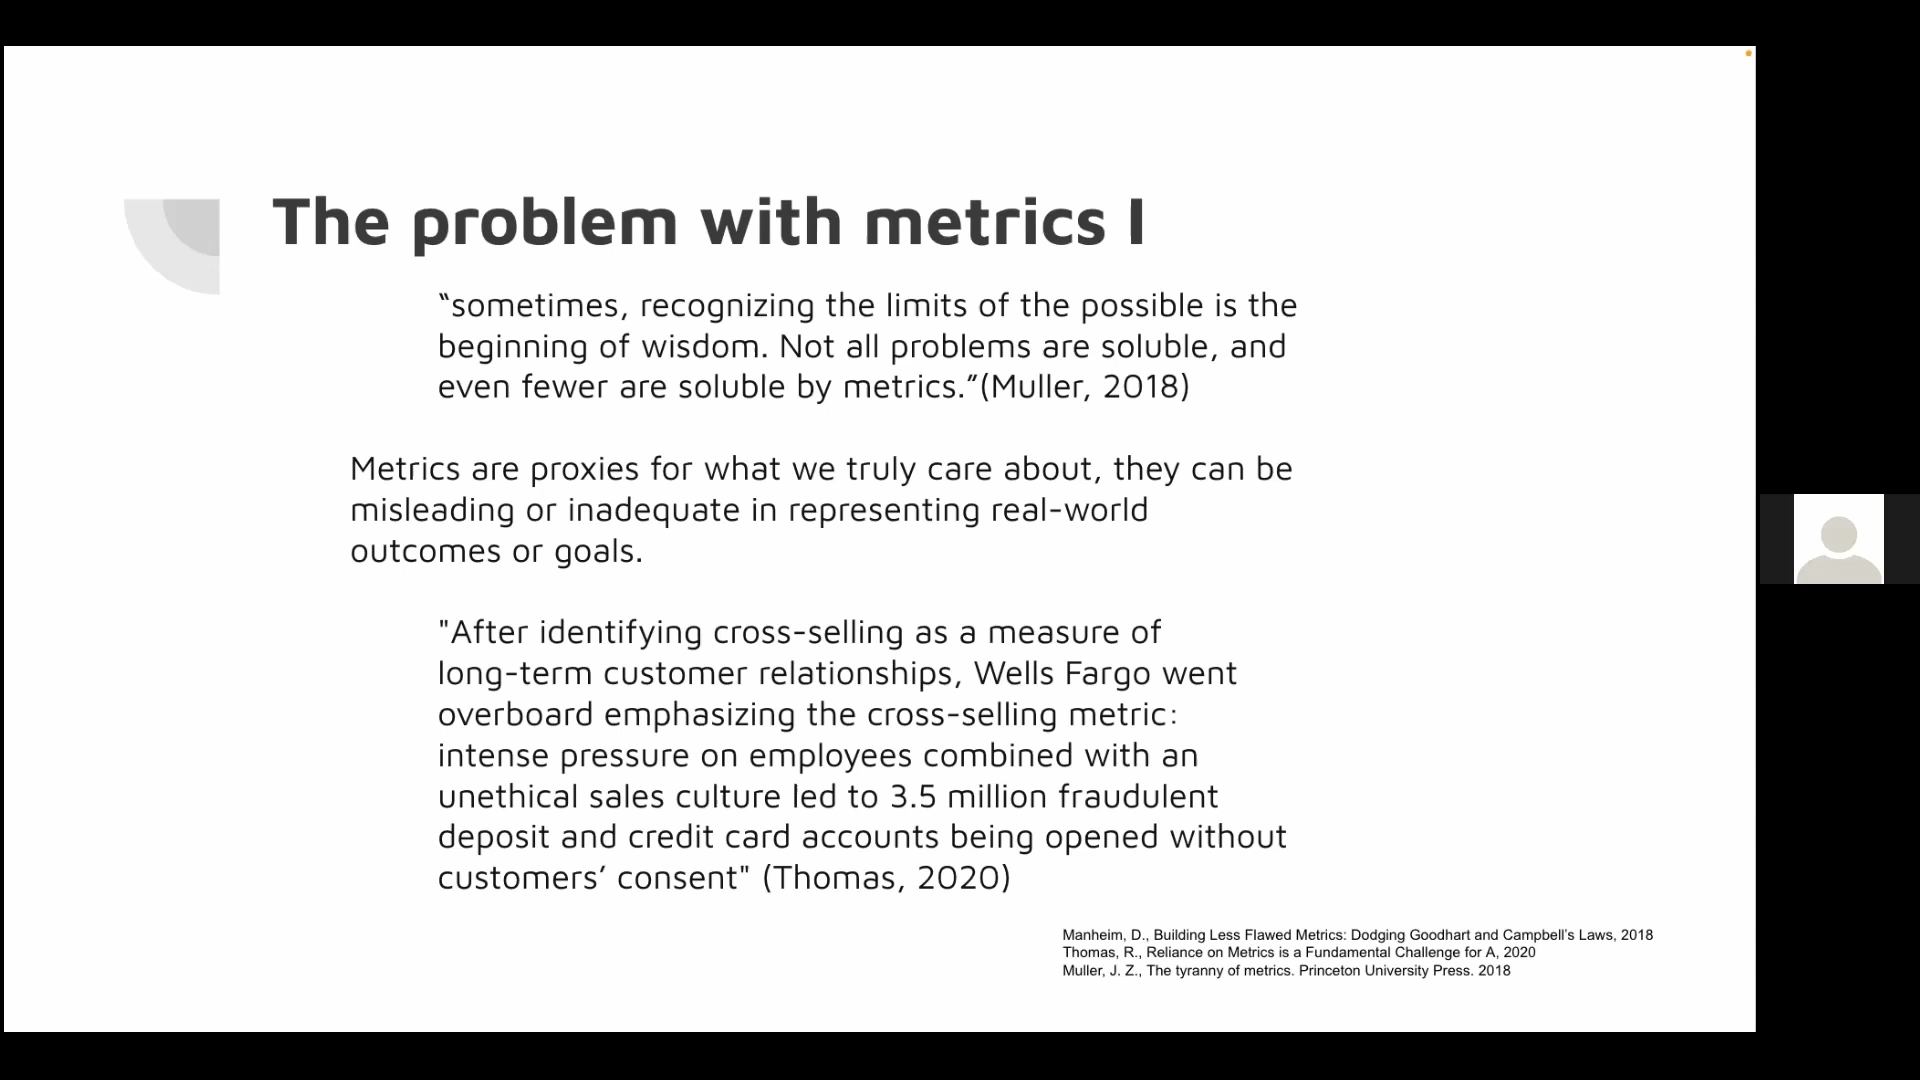 The problem with metrics I
“sometimes, recognizing the limits of the possible is the
beginning of wisdom. Not all problems are soluble, and
even fewer are soluble by metrics.”(Muller, 2018)
Metrics are proxies for what we truly care about, they can be
misleading or inadequate in representing real-world
outcomes or goals.
"After identifying cross-selling as a measure of
long-term customer relationships, Wells Fargo went
overboard emphasizing the cross-selling metric:
intense pressure on employees combined with an
unethical sales culture led to 3.5 million fraudulent
deposit and credit card accounts being opened without
customers’ consent" (Thomas, 2020)
Manheim, D., Building Less Flawed Metrics: Dodging Goodhart and Campbell’s Laws, 2018
Thomas, R., Reliance on Metrics is a Fundamental Challenge for A, 2020
Muller, J. Z., The tyranny of metrics. Princeton University Press. 2018